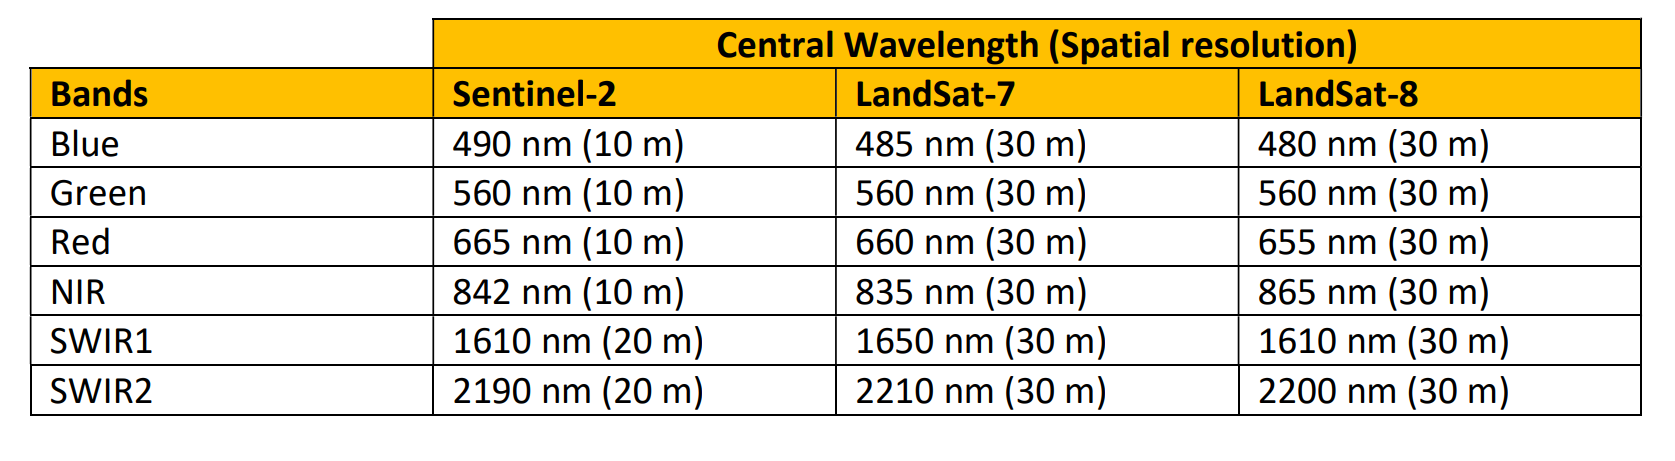 Central Wavelength (Spatial resolution)
Bands Sentinel-2 LandSat-7 LandSat-8
Blue 490 nm (10 m) 485 nm (30 m) 480 nm (30 m)
Green 560 nm (10 m) 560 nm (30 m) 560 nm (30 m)
Red 665 nm (10 m) 660 nm (30 m) 655 nm (30 m)
NIR 842 nm (10 m) 835 nm (30 m) 865 nm (30 m)
SWIR1 1610 nm (20 m) 1650 nm (30 m) 1610 nm (30 m)
SWIR2 2190 nm (20 m) 2210 nm (30 m) 2200 nm (30 m)